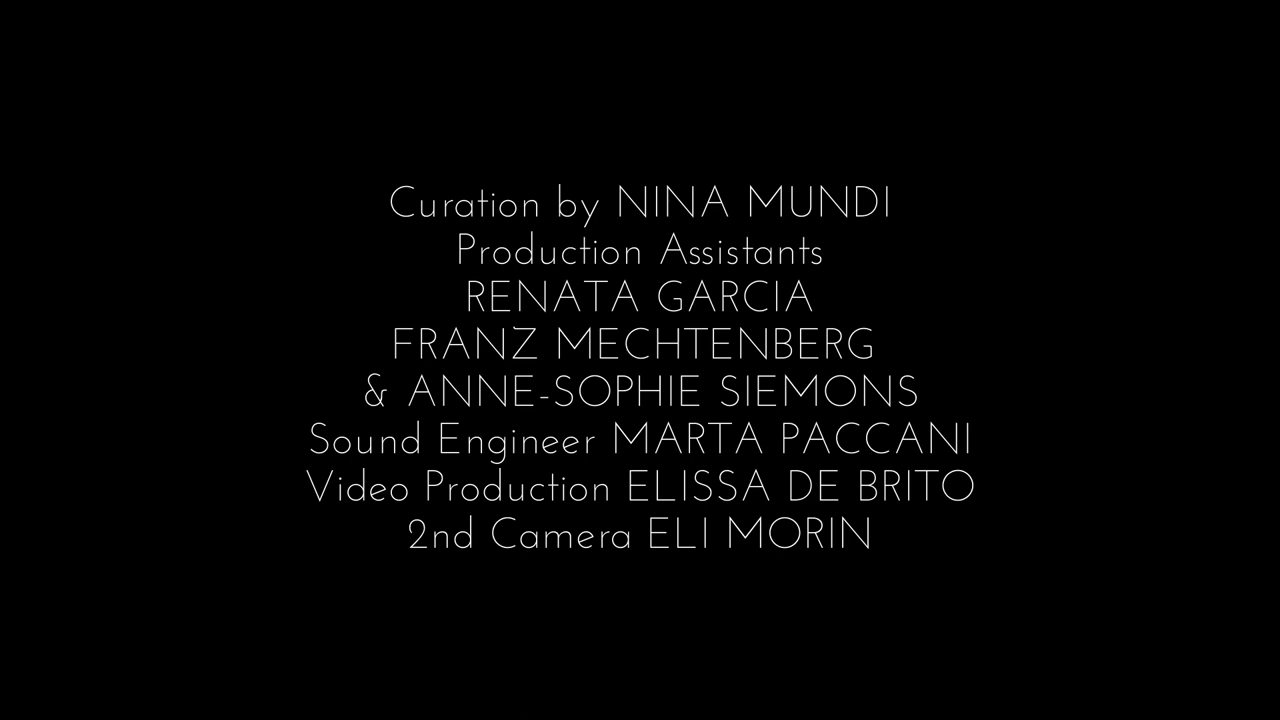 Curation by NINA MUNDI
Production Assistants
RENATA GARCIA
FRANZ MECHTENBERG
& ANNE-SOPHIE SIEMONS
Sound Engineer MARTA PACCANI
Video Production ELISSA DE BRITO
2nd Camera ELI MORIN